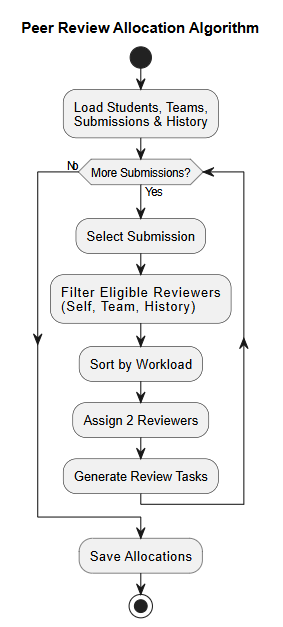 Peer Review Allocation Algorithm
Load Students, Teams,
Submissions & History
No
More Submissions?
Yes
Select Submission
Filter Eligible Reviewers
(Self, Team, History)
Sort by Workload
Assign 2 Reviewers
Generate Review Tasks
Save Allocations